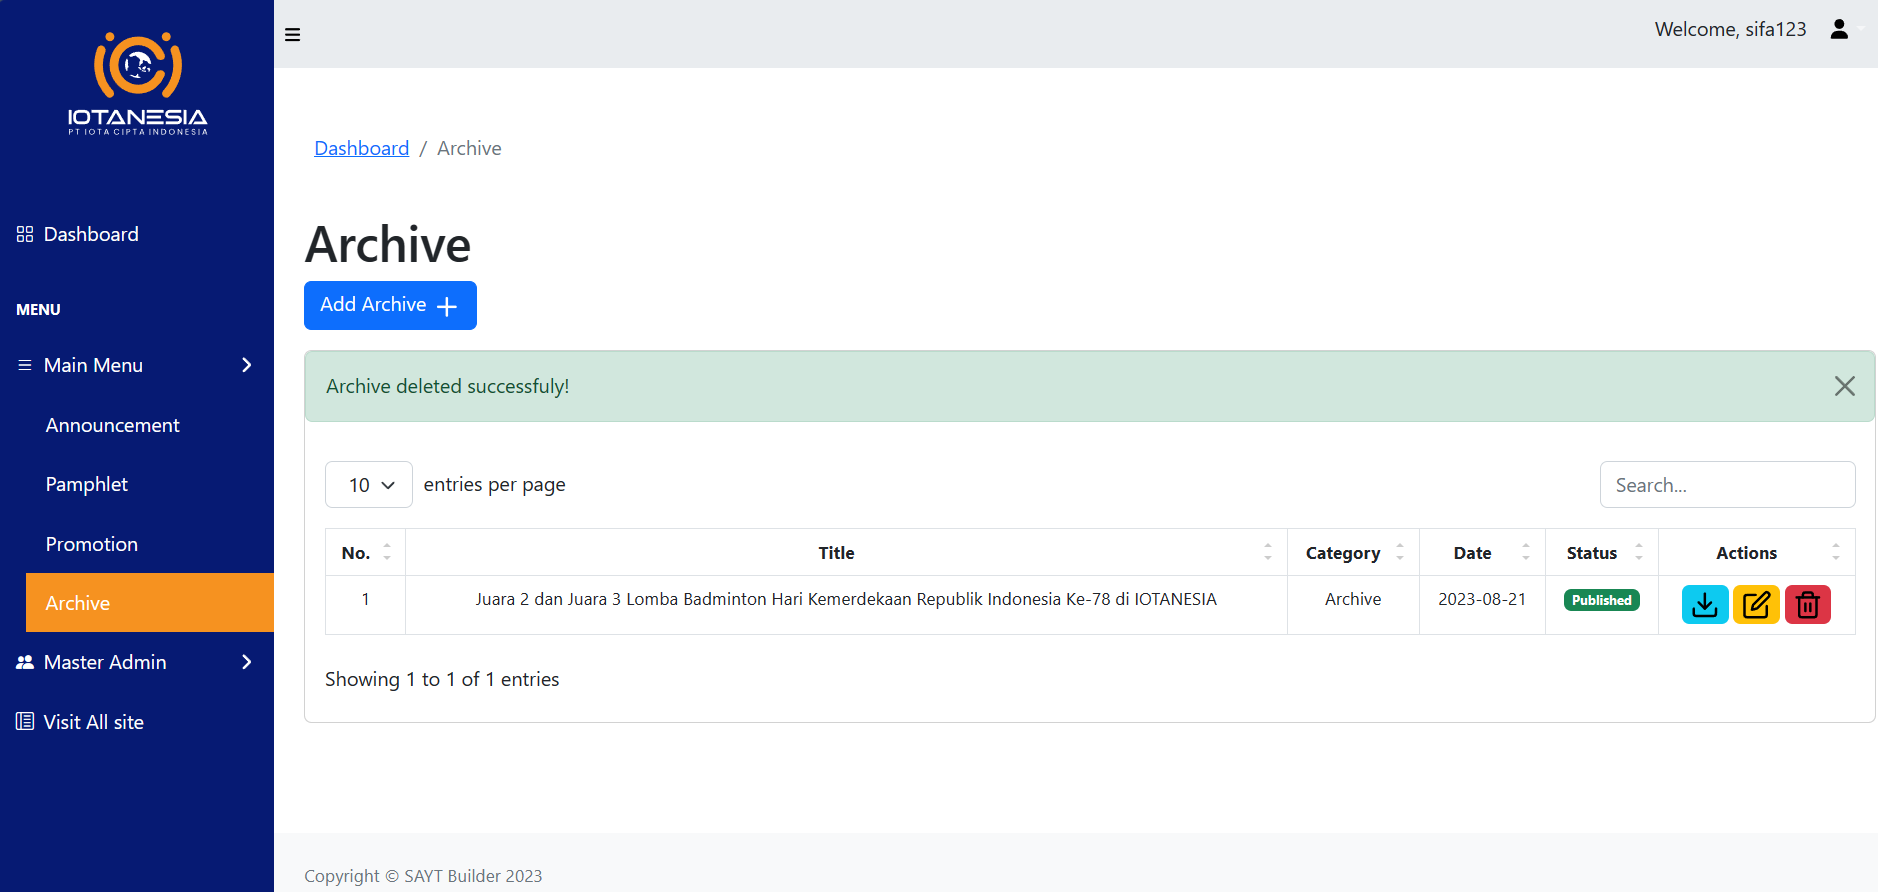 IOTANESIA
PT IOTA CIPTA INDONESIA
Welcome, sifa123
Dashboard / Archive
Dashboard
MENU
Main Menu
Announcement
Pamphlet
Promotion
Archive
Master Admin
Visit All site
Archive
Add Archive
Archive deleted successfuly!
10 entries per page
Search...
No. Title Category Date Status Actions
1 Juara 2 dan Juara 3 Lomba Badminton Hari Kemerdekaan Republik Indonesia Ke-78 di IOTANESIA Archive 2023-08-21 Published
Showing 1 to 1 of 1 entries
Copyright © SAYT Builder 2023